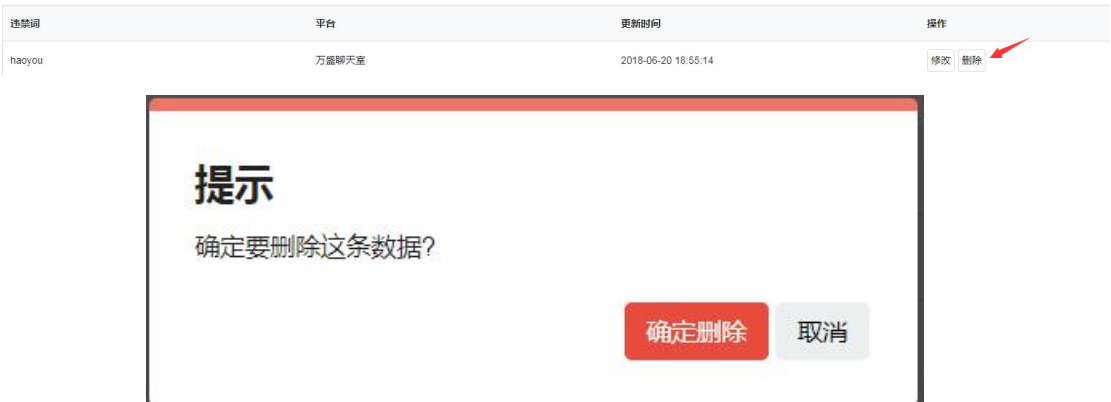 违禁词 平台 更新时间 操作
haoyou 万盛聊天室 2018-06-20 18:55:14 修改 删除
提示
确定要删除这条数据?
确定删除 取消